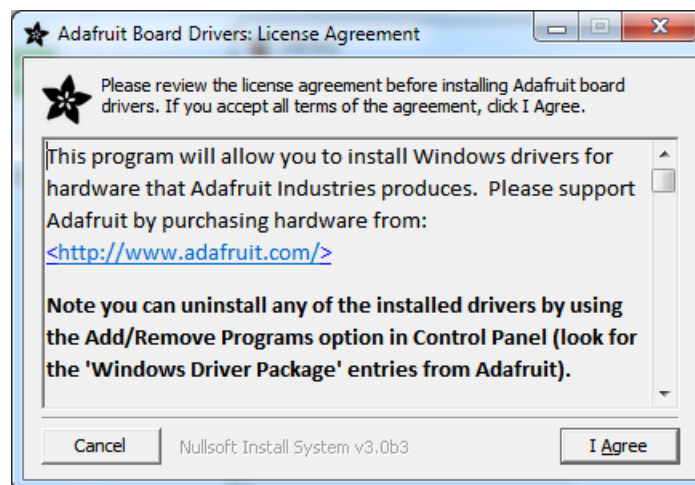 Adafruit Board Drivers: License Agreement
Please review the license agreement before installing Adafruit board
drivers. If you accept all terms of the agreement, click I Agree.
This program will allow you to install Windows drivers for
hardware that Adafruit Industries produces.  Please support
Adafruit by purchasing hardware from:
<http://www.adafruit.com/>
Note you can uninstall any of the installed drivers by using
the Add/Remove Programs option in Control Panel (look for
the 'Windows Driver Package' entries from Adafruit).
Cancel
Nullsoft Install System v3.0b3
I Agree